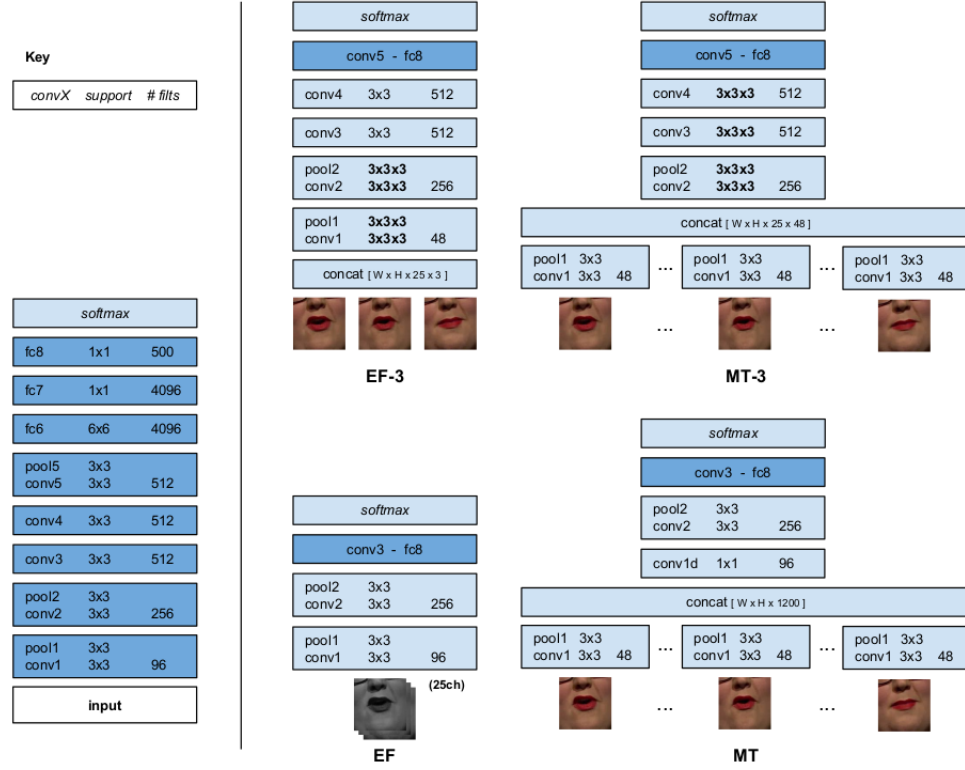 Key
convX support # filts
softmax
fc8 1x1 500
fc7 1x1 4096
fc6 6x6 4096
pool5 3x3
conv5 3x3 512
conv4 3x3 512
conv3 3x3 512
pool2 3x3
conv2 3x3 256
pool1 3x3
conv1 3x3 96
input
softmax
conv5 - fc8
conv4 3x3 512
conv3 3x3 512
pool2 3x3x3
conv2 3x3x3 256
pool1 3x3x3
conv1 3x3x3 48
concat [ W x H x 25 x 3 ]
EF-3
softmax
conv5 - fc8
conv4 3x3x3 512
conv3 3x3x3 512
pool2 3x3x3
conv2 3x3x3 256
concat [ W x H x 25 x 48 ]
pool1 3x3 pool1 3x3 pool1 3x3
conv1 3x3 48 ... conv1 3x3 48 ... conv1 3x3 48
... ...
MT-3
softmax
conv3 - fc8
pool2 3x3
conv2 3x3 256
pool1 3x3
conv1 3x3 96
(25ch)
EF
softmax
conv3 - fc8
pool2 3x3
conv2 3x3 256
conv1d 1x1 96
concat [ W x H x 1200 ]
pool1 3x3 pool1 3x3 pool1 3x3
conv1 3x3 48 ... conv1 3x3 48 ... conv1 3x3 48
... ...
MT